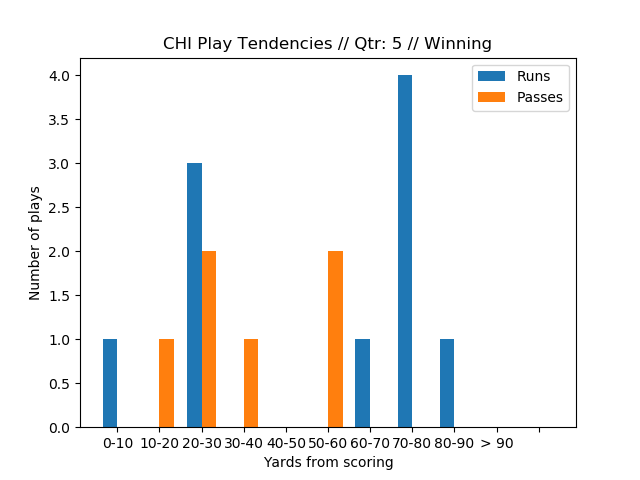 CHI Play Tendencies // Qtr: 5 // Winning
Runs
Passes
4.0
3.5
3.0
2.5
2.0
1.5
1.0
0.5
0.0
Number of plays
0-10 10-20 20-30 30-40 40-50 50-60 60-70 70-80 80-90 > 90
Yards from scoring